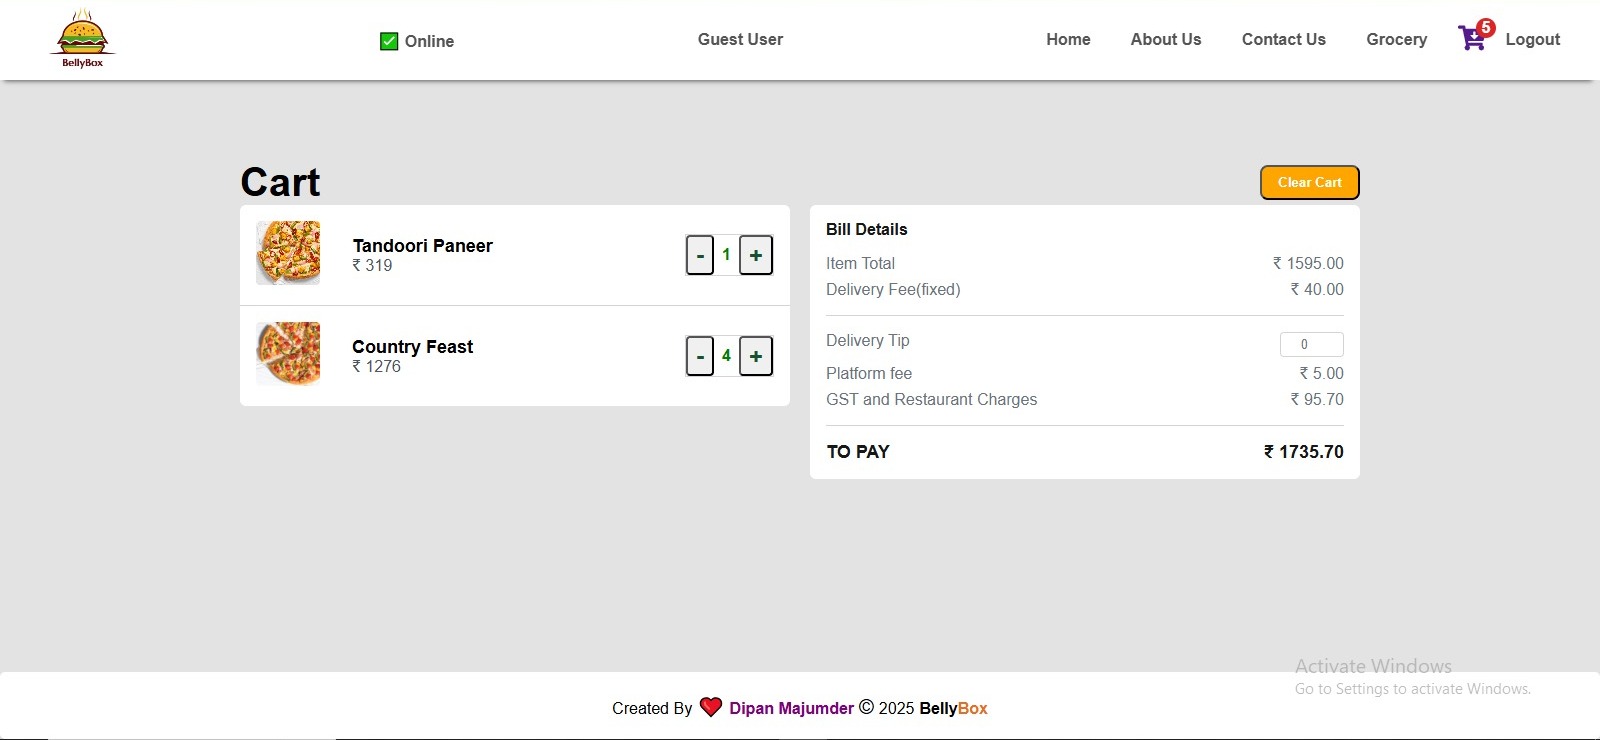 BellyBox
✅ Online
Guest User
Home
About Us
Contact Us
Grocery
5
Logout
Cart
Clear Cart
Tandoori Paneer
₹ 319
- 1 +
Country Feast
₹ 1276
- 4 +
Bill Details
Item Total ₹ 1595.00
Delivery Fee(fixed) ₹ 40.00
Delivery Tip 0
Platform fee ₹ 5.00
GST and Restaurant Charges ₹ 95.70
TO PAY ₹ 1735.70
Activate Windows
Go to Settings to activate Windows.
Created By ❤️ Dipan Majumder © 2025 BellyBox